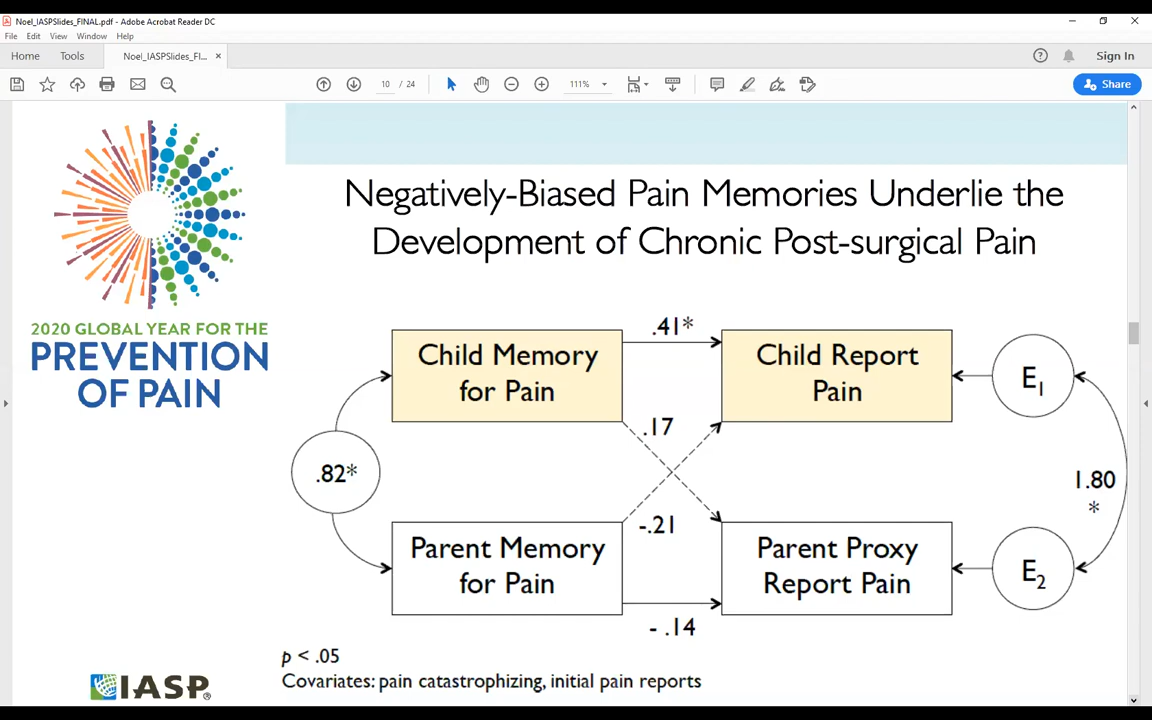 Noel_IASPSlides_FINAL.pdf - Adobe Acrobat Reader DC
File Edit View Window Help
Home Tools Noel_IASPSlides_Fl... × Sign In
10 / 24 111% Share
Negatively-Biased Pain Memories Underlie the
Development of Chronic Post-surgical Pain
2020 GLOBAL YEAR FOR THE
PREVENTION
OF PAIN
.41*
Child Memory
for Pain
Child Report
Pain
E1
.17
.82*
1.80
*
-.21
Parent Memory
for Pain
Parent Proxy
Report Pain
E2
- .14
p < .05
Covariates: pain catastrophizing, initial pain reports
IASP®